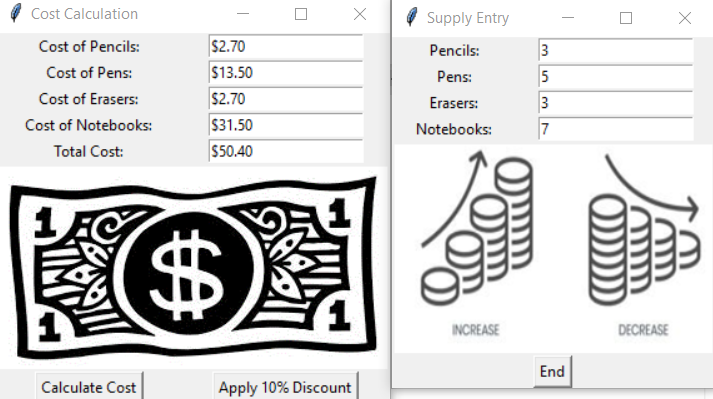 Cost Calculation
Cost of Pencils: $2.70
Cost of Pens: $13.50
Cost of Erasers: $2.70
Cost of Notebooks: $31.50
Total Cost: $50.40
1 1
$
1 1
Calculate Cost Apply 10% Discount
Supply Entry
Pencils: 3
Pens: 5
Erasers: 3
Notebooks: 7
INCREASE DECREASE
End